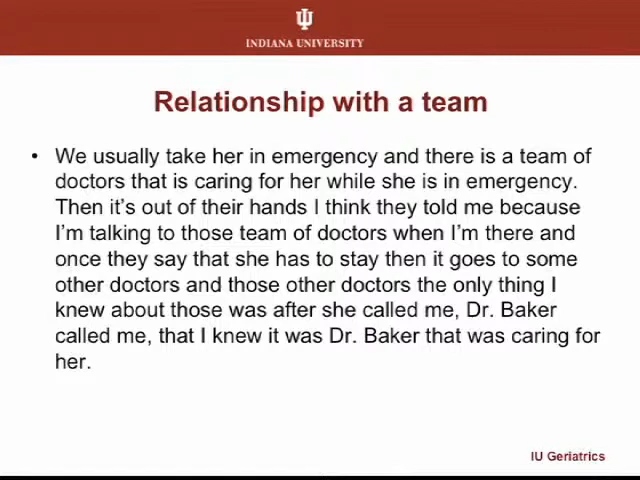 INDIANA UNIVERSITY
Relationship with a team
• We usually take her in emergency and there is a team of
doctors that is caring for her while she is in emergency.
Then it's out of their hands I think they told me because
I'm talking to those team of doctors when I'm there and
once they say that she has to stay then it goes to some
other doctors and those other doctors the only thing I
knew about those was after she called me, Dr. Baker
called me, that I knew it was Dr. Baker that was caring for
her.
IU Geriatrics